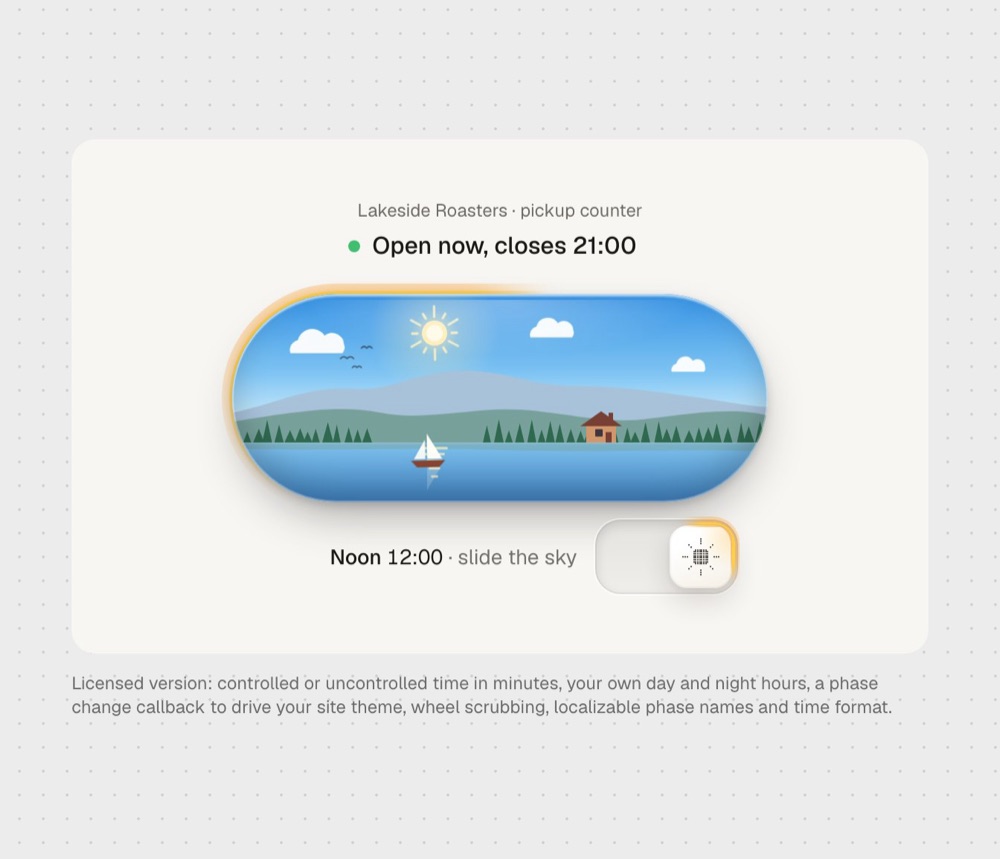 Lakeside Roasters · pickup counter
Open now, closes 21:00
Noon 12:00 · slide the sky
Licensed version: controlled or uncontrolled time in minutes, your own day and night hours, a phase
change callback to drive your site theme, wheel scrubbing, localizable phase names and time format.